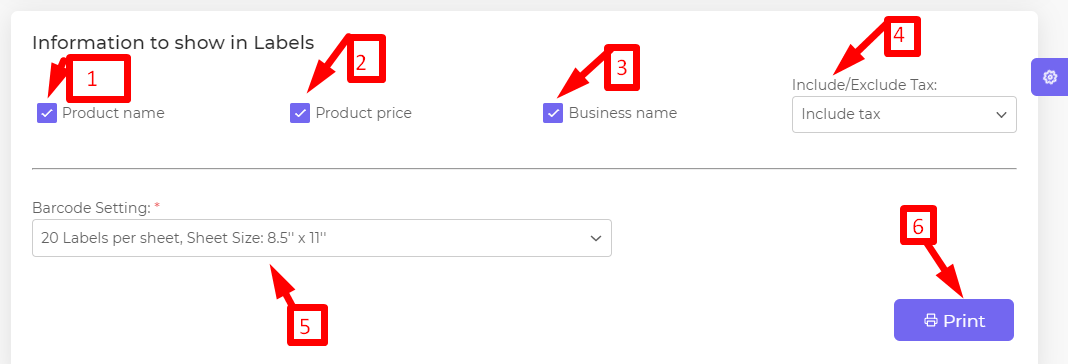 Information to show in Labels
1
2
3
4
Include/Exclude Tax:
Product name
Product price
Business name
Include tax
Barcode Setting: *
20 Labels per sheet, Sheet Size: 8.5'' x 11''
5
6
Print